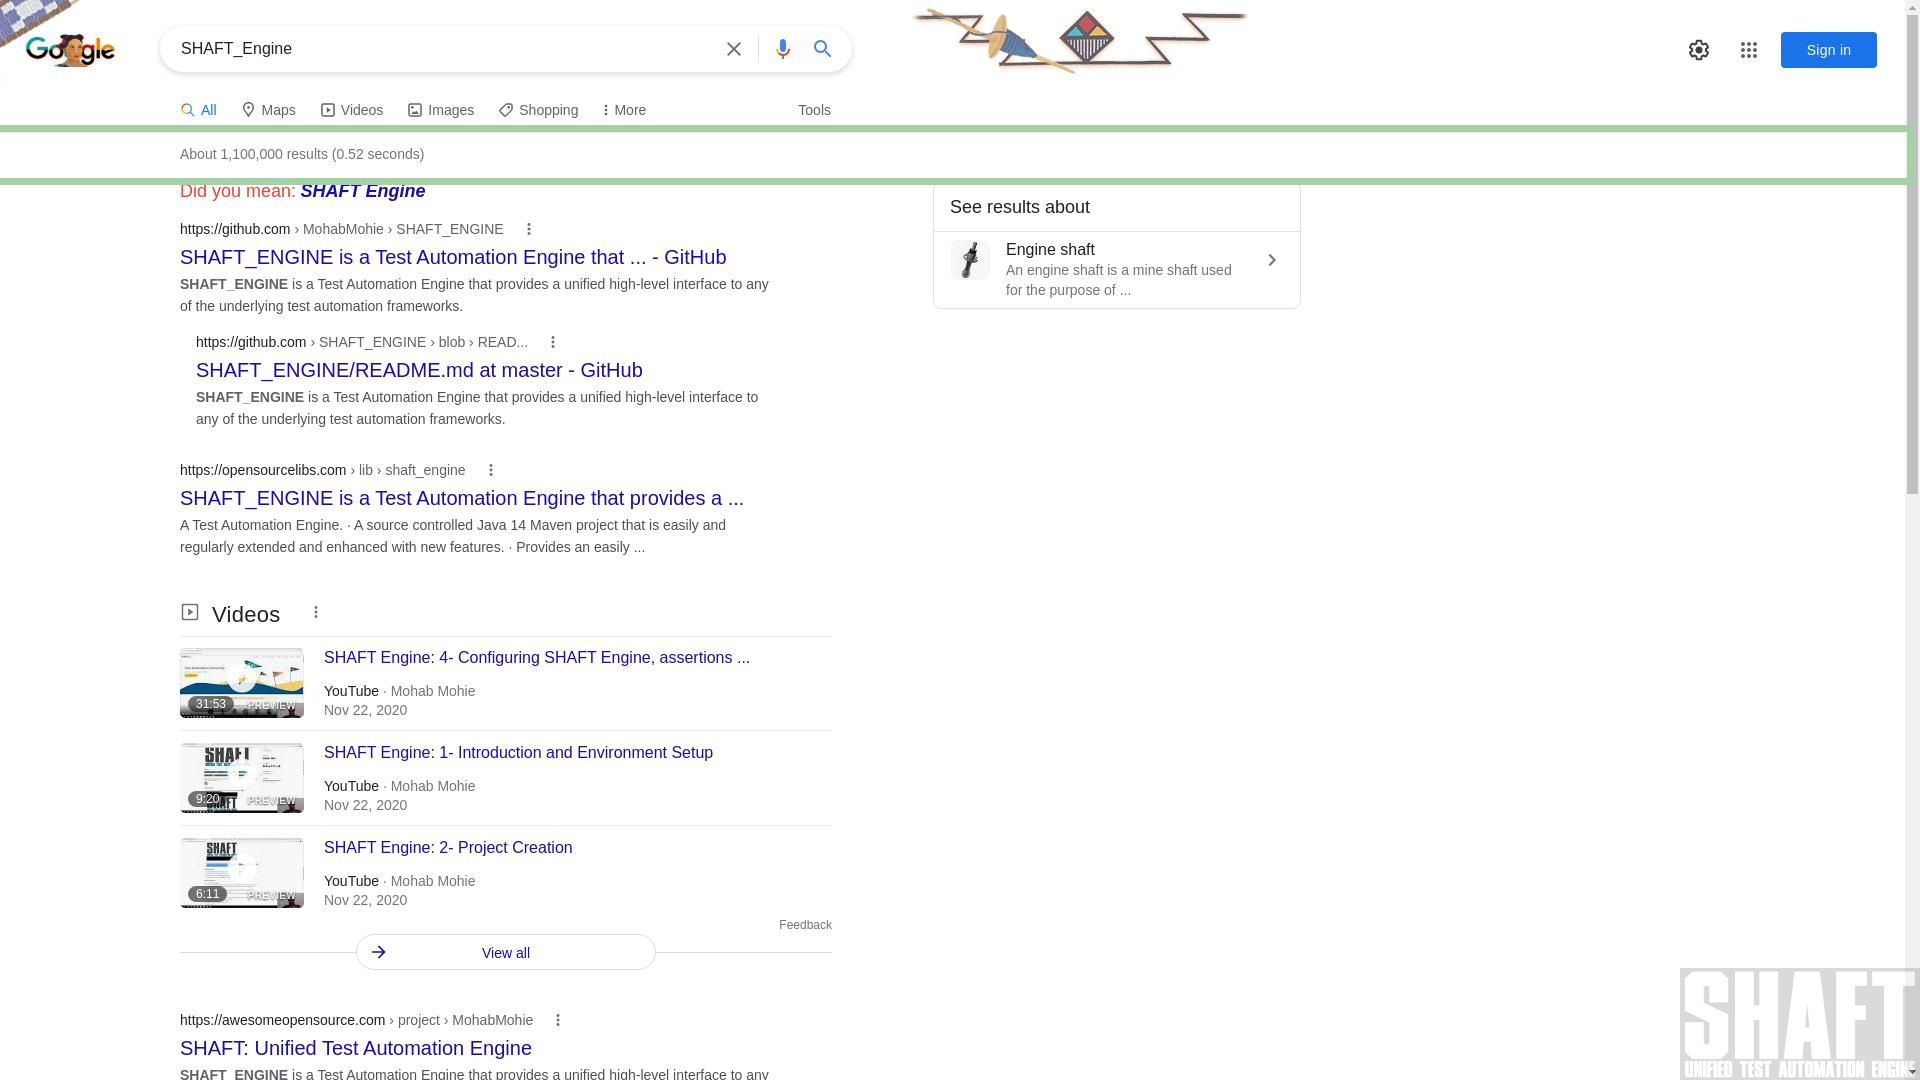 Google
SHAFT_Engine
Sign in
All
Maps
Videos
Images
Shopping
More
Tools
About 1,100,000 results (0.52 seconds)
Did you mean: SHAFT Engine
https://github.com › MohabMohie › SHAFT_ENGINE
SHAFT_ENGINE is a Test Automation Engine that ... - GitHub
SHAFT_ENGINE is a Test Automation Engine that provides a unified high-level interface to any
of the underlying test automation frameworks.
https://github.com › SHAFT_ENGINE › blob › READ...
SHAFT_ENGINE/README.md at master - GitHub
SHAFT_ENGINE is a Test Automation Engine that provides a unified high-level interface to
any of the underlying test automation frameworks.
https://opensourcelibs.com › lib › shaft_engine
SHAFT_ENGINE is a Test Automation Engine that provides a ...
A Test Automation Engine. · A source controlled Java 14 Maven project that is easily and
regularly extended and enhanced with new features. · Provides an easily ...
Videos
31:53
PREVIEW
SHAFT Engine: 4- Configuring SHAFT Engine, assertions ...
YouTube · Mohab Mohie
Nov 22, 2020
SHAFT
9:20
PREVIEW
SHAFT Engine: 1- Introduction and Environment Setup
YouTube · Mohab Mohie
Nov 22, 2020
SHAFT
6:11
PREVIEW
SHAFT Engine: 2- Project Creation
YouTube · Mohab Mohie
Nov 22, 2020
Feedback
View all
https://awesomeopensource.com › project › MohabMohie
SHAFT: Unified Test Automation Engine
SHAFT_ENGINE is a Test Automation Engine that provides a unified high-level interface to any
See results about
Engine shaft
An engine shaft is a mine shaft used
for the purpose of ...
SHAFT
UNIFIED TEST AUTOMATION ENGINE